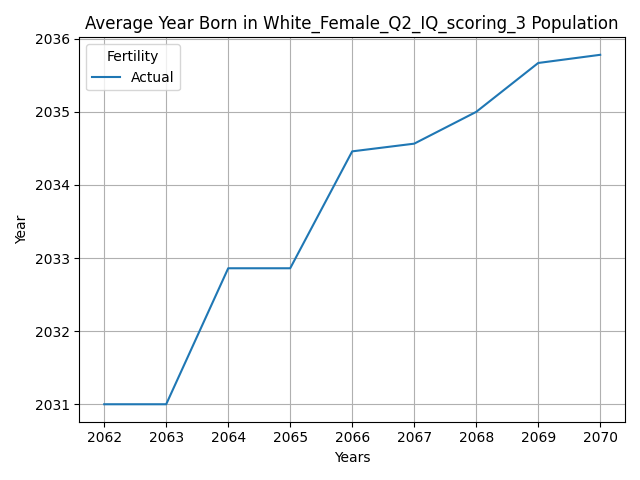 Average Year Born in White_Female_Q2_IQ_scoring_3 Population
Fertility
Actual
2036
2035
2034
2033
2032
2031
Year
2062 2063 2064 2065 2066 2067 2068 2069 2070
Years